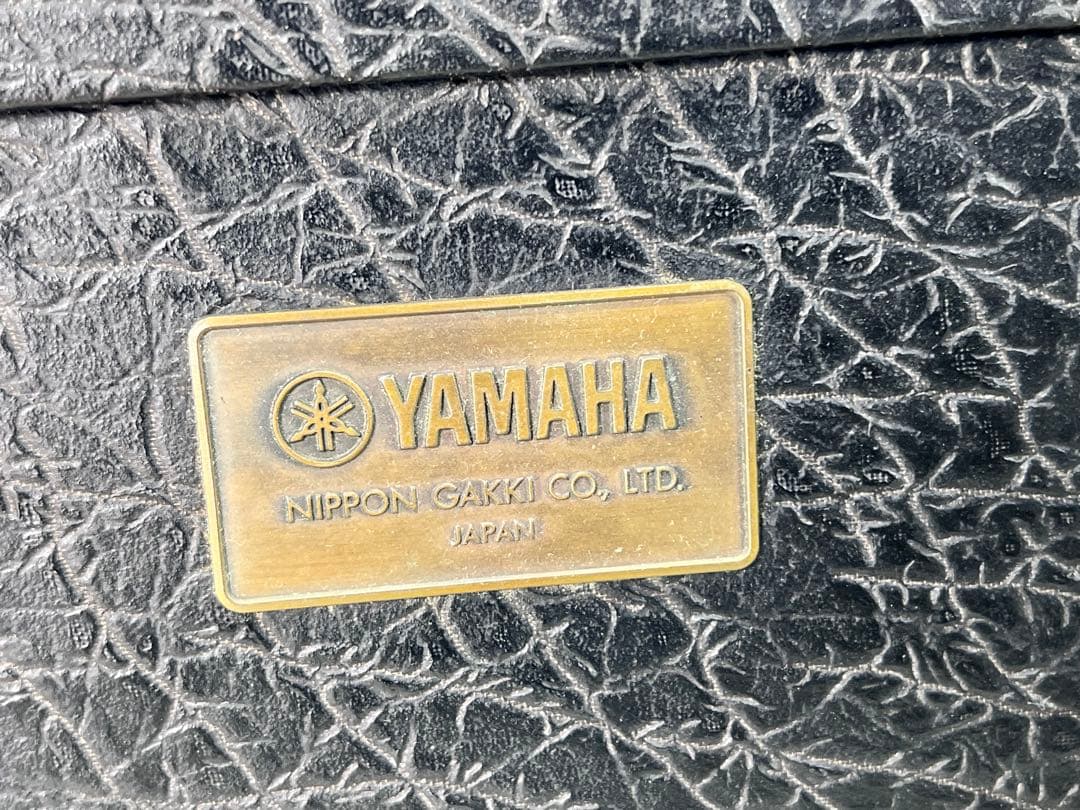 YAMAHA
NIPPON GAKKI CO., LTD.
JAPAN